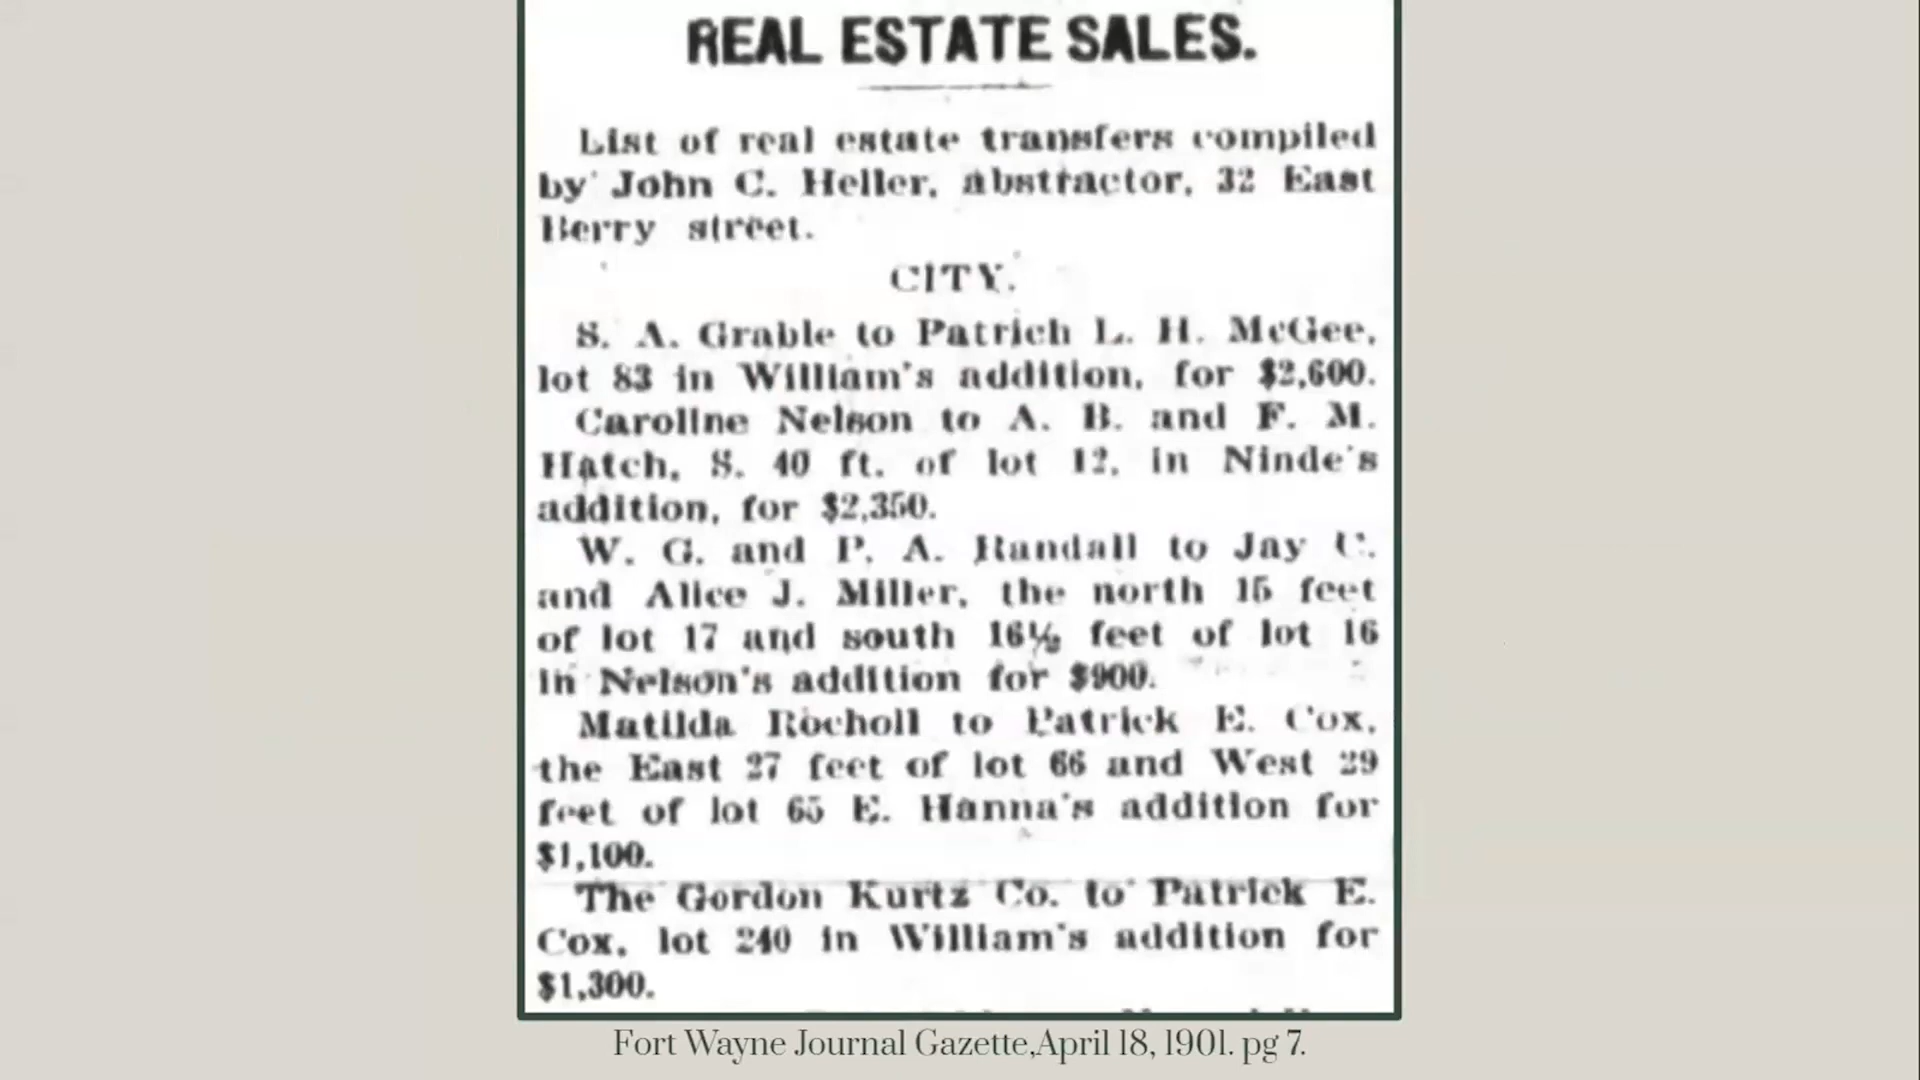 REAL ESTATE SALES.
List of real estate transfers compiled
by John C. Heller, abstractor, 32 East
Berry street.
CITY.
S. A. Grable to Patrich L. H. McGee,
lot 83 in William's addition, for $2,600.
Caroline Nelson to A. B. and F. M.
Hatch, S. 40 ft. of lot 12, in Ninde's
addition, for $2,350.
W. G. and P. A. Randall to Jay C.
and Alice J. Miller, the north 15 feet
of lot 17 and south 16½ feet of lot 16
in Nelson's addition for $900.
Matilda Rocholl to Patrick E. Cox,
the East 27 feet of lot 66 and West 29
feet of lot 65 E. Hanna's addition for
$1,100.
The Gordon Kurtz Co. to Patrick E.
Cox, lot 240 in William's addition for
$1,300.
Fort Wayne Journal Gazette,April 18, 1901. pg 7.